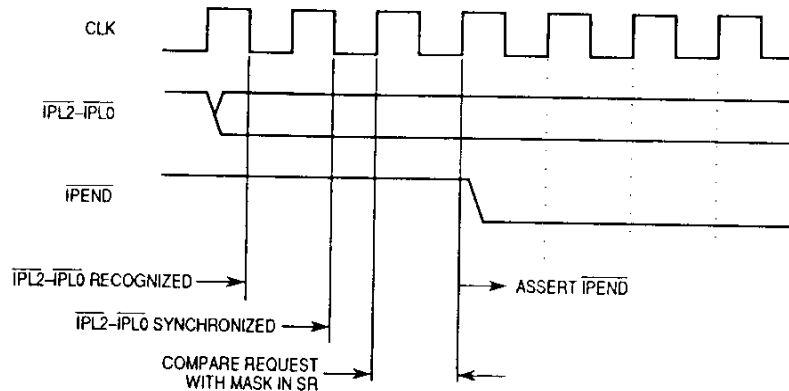 CLK
IPL2–IPL0
IPEND
IPL2–IPL0 RECOGNIZED
ASSERT IPEND
IPL2–IPL0 SYNCHRONIZED
COMPARE REQUEST
WITH MASK IN SR